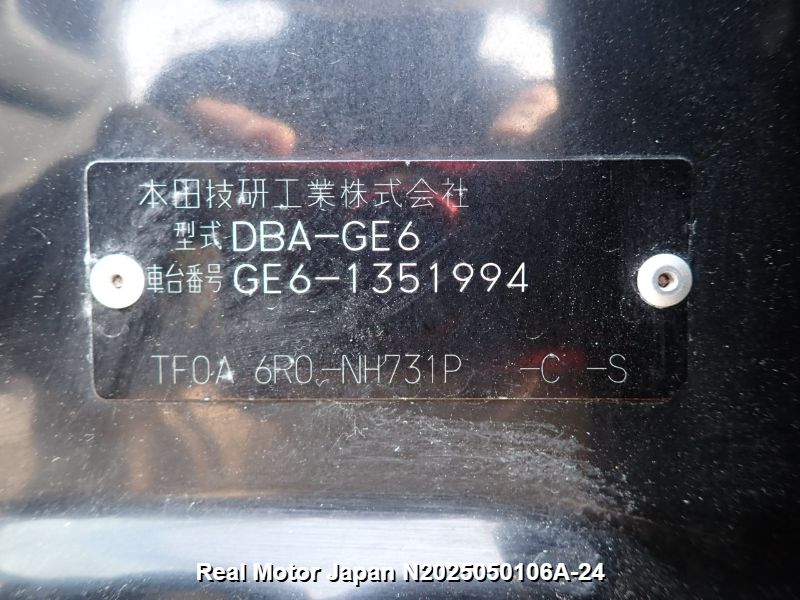 本田技研工業株式会社
型式 DBA-GE6
車台番号 GE6-1351994
TF0A 6R0-NH731P -C -S
Real Motor Japan N2025050106A-24